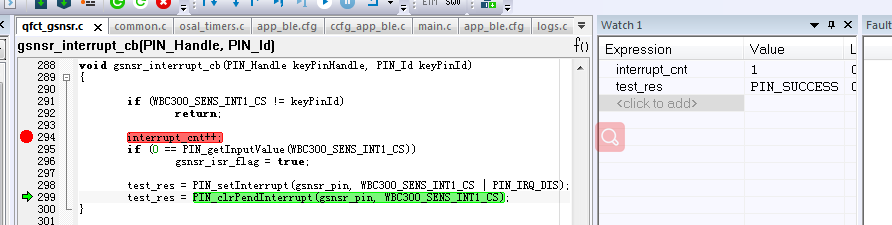 ETM SWO
qfct_gsnsr.c common.c osal_timers.c app_ble.cfg ccfg_app_ble.c main.c app_ble.cfg logs.c
gsnsr_interrupt_cb(PIN_Handle, PIN_Id)
f()
288 void gsnsr_interrupt_cb(PIN_Handle keyPinHandle, PIN_Id keyPinId)
289 {
290
291 if (WBC300_SENS_INT1_CS != keyPinId)
292 return;
293
294 interrupt_cnt++;
295 if (0 == PIN_getInputValue(WBC300_SENS_INT1_CS))
296 gsnsr_isr_flag = true;
297
298 test_res = PIN_setInterrupt(gsnsr_pin, WBC300_SENS_INT1_CS | PIN_IRQ_DIS);
299 test_res = PIN_clrPendInterrupt(gsnsr_pin, WBC300_SENS_INT1_CS);
300 }
301
Watch 1
Expression Value L
interrupt_cnt 1
test_res PIN_SUCCESS
<click to add>
Fault